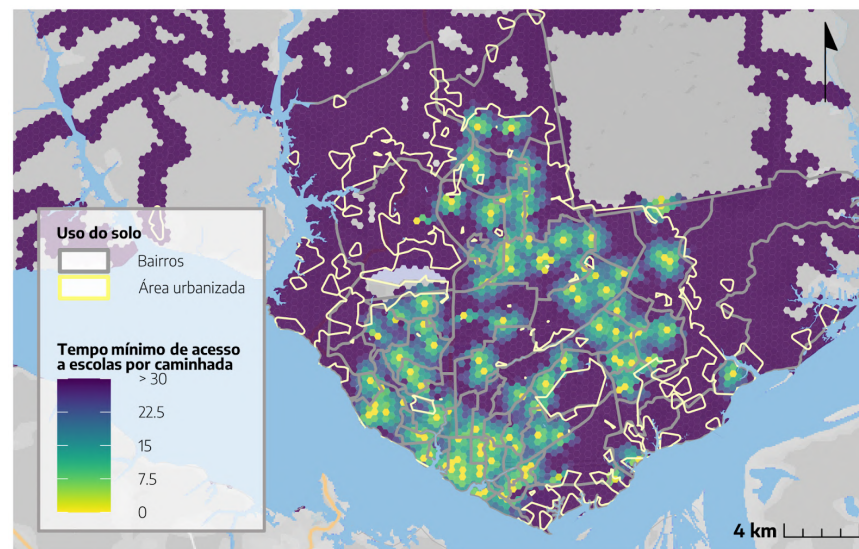 Uso do solo
Bairros
Área urbanizada
Tempo mínimo de acesso
a escolas por caminhada
> 30
22.5
15
7.5
0
4 km